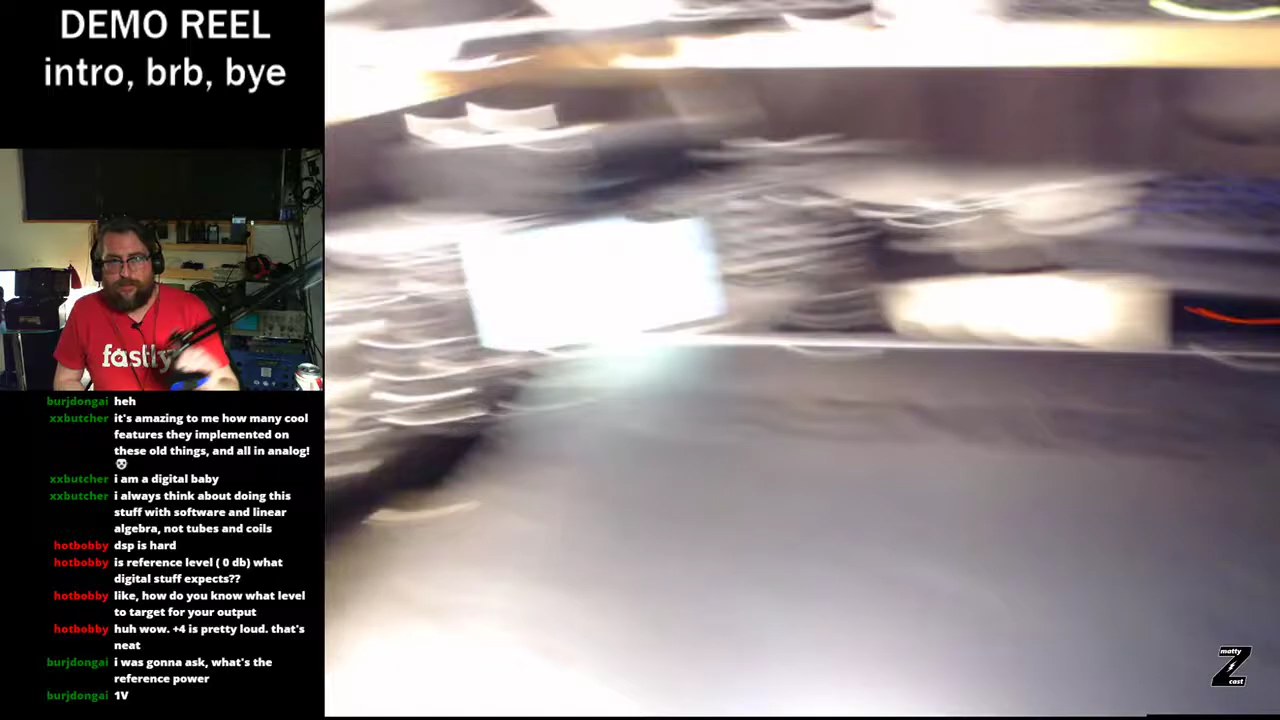 DEMO REEL
intro, brb, bye
fastly
burjdongai heh
xxbutcher it's amazing to me how many cool
features they implemented on
these old things, and all in analog!
xxbutcher i am a digital baby
xxbutcher i always think about doing this
stuff with software and linear
algebra, not tubes and coils
hotbobby dsp is hard
hotbobby is reference level ( 0 db) what
digital stuff expects??
hotbobby like, how do you know what level
to target for your output
hotbobby huh wow. +4 is pretty loud. that's
neat
burjdongai i was gonna ask, what's the
reference power
burjdongai 1V
matty
Z
cast